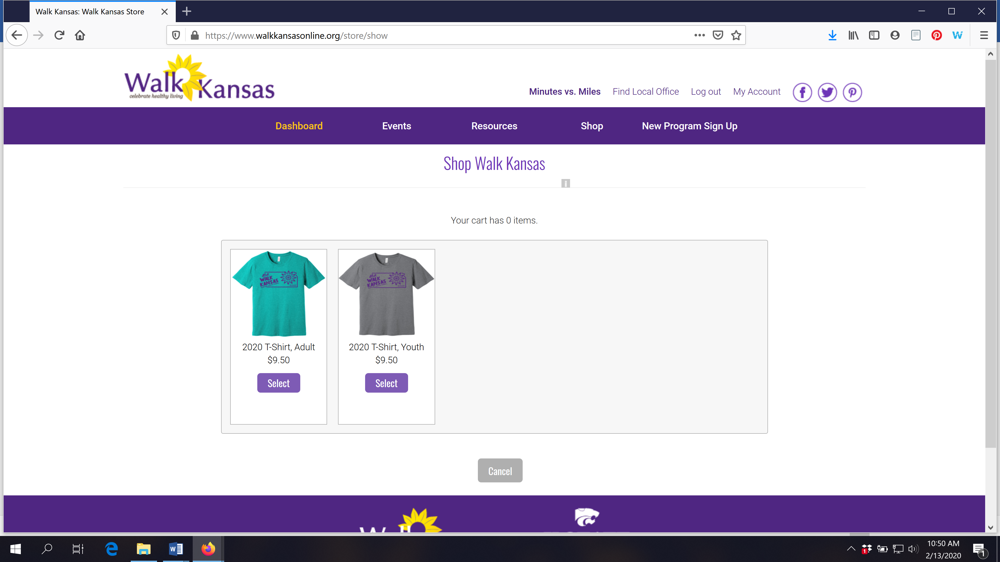 Walk Kansas: Walk Kansas Store
https://www.walkkansasonline.org/store/show
Walk Kansas
celebrate healthy living
Minutes vs. Miles Find Local Office Log out My Account
Dashboard Events Resources Shop New Program Sign Up
Shop Walk Kansas
i
Your cart has 0 items.
WALK
KANSAS
WALK
KANSAS
2020 T-Shirt, Adult
$9.50
Select
2020 T-Shirt, Youth
$9.50
Select
Cancel
10:50 AM
2/13/2020
1
1